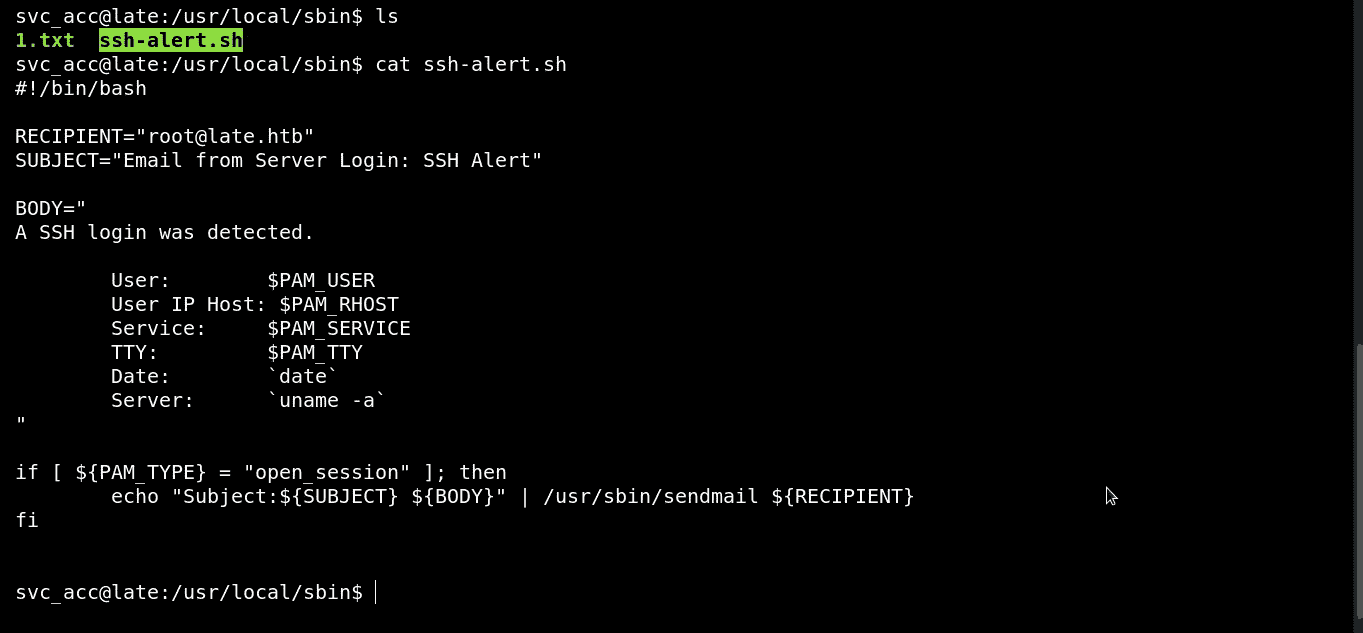 svc_acc@late:/usr/local/sbin$ ls
1.txt  ssh-alert.sh
svc_acc@late:/usr/local/sbin$ cat ssh-alert.sh
#!/bin/bash

RECIPIENT="root@late.htb"
SUBJECT="Email from Server Login: SSH Alert"

BODY="
A SSH login was detected.

        User:        $PAM_USER
        User IP Host: $PAM_RHOST
        Service:     $PAM_SERVICE
        TTY:         $PAM_TTY
        Date:        `date`
        Server:      `uname -a`
"

if [ ${PAM_TYPE} = "open_session" ]; then
        echo "Subject:${SUBJECT} ${BODY}" | /usr/sbin/sendmail ${RECIPIENT}
fi


svc_acc@late:/usr/local/sbin$